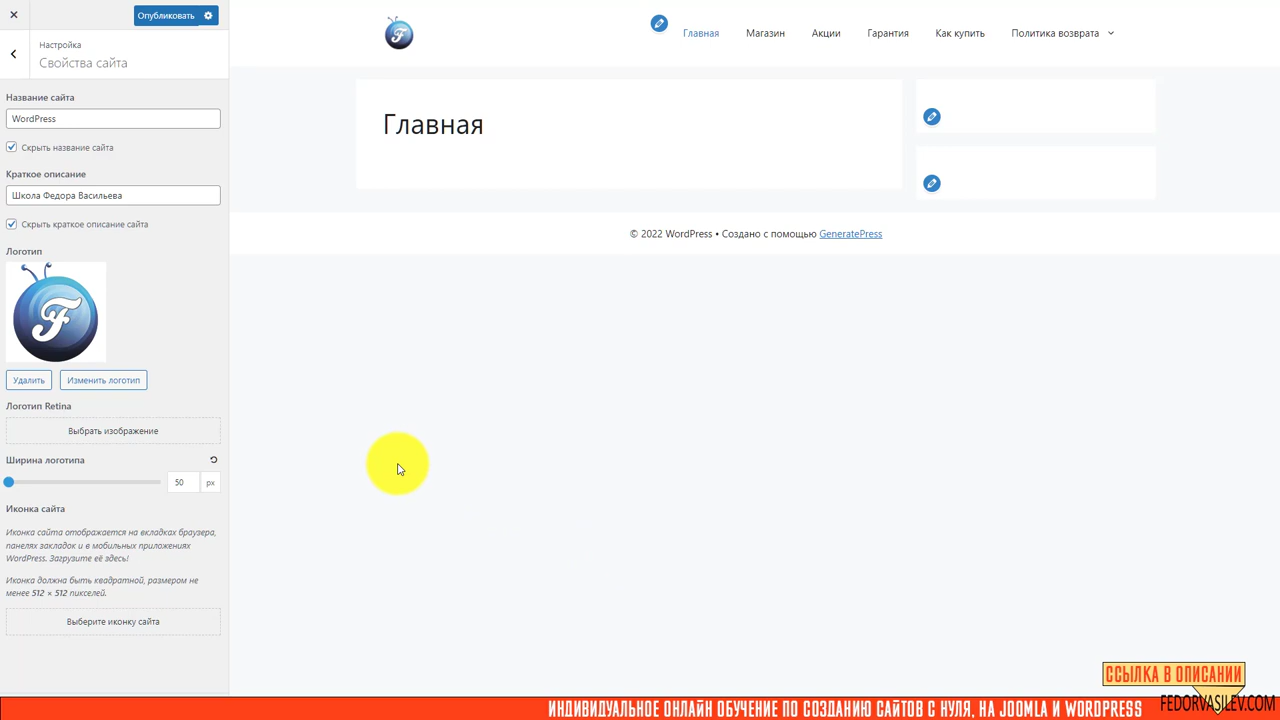 Опубликовать
Настройка
Свойства сайта
Название сайта
WordPress
Скрыть название сайта
Краткое описание
Школа Федора Васильева
Скрыть краткое описание сайта
Логотип
F
Удалить
Изменить логотип
Логотип Retina
Выбрать изображение
Ширина логотипа
50 px
Иконка сайта
Иконка сайта отображается на вкладках браузера,
панелях закладок и в мобильных приложениях
WordPress. Загрузите её здесь!
Иконка должна быть квадратной, размером не
менее 512 × 512 пикселей.
Выберите иконку сайта
F
Главная Магазин Акции Гарантия Как купить Политика возврата
Главная
© 2022 WordPress • Создано с помощью GeneratePress
ССЫЛКА В ОПИСАНИИ
ИНДИВИДУАЛЬНОЕ ОНЛАЙН ОБУЧЕНИЕ ПО СОЗДАНИЮ САЙТОВ С НУЛЯ, НА JOOMLA И WORDPRESS
FEDORVASILEV.COM